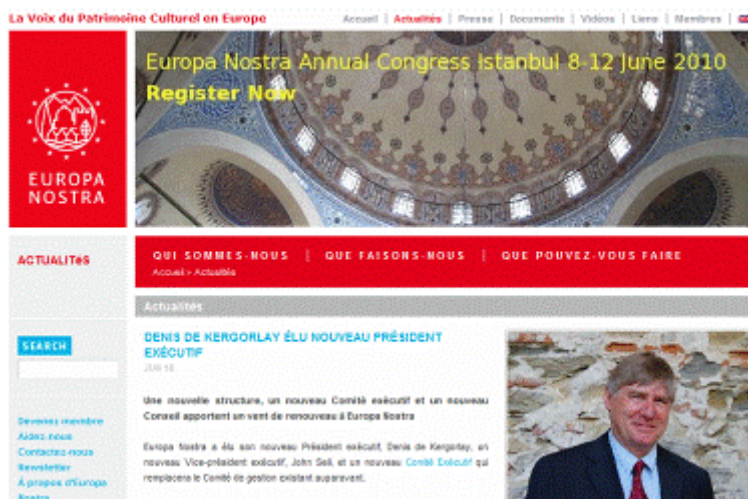 La Voix du Patrimoine Culturel en Europe
Accueil | Actualités | Presse | Documents | Vidéos | Liens | Membres |
Europa Nostra Annual Congress Istanbul 8-12 June 2010
Register Now
EUROPA
NOSTRA
ACTUALITéS
QUI SOMMES-NOUS | QUE FAISONS-NOUS | QUE POUVEZ-VOUS FAIRE
Accueil > Actualités
Actualités
SEARCH
Devenez membre
Aidez-nous
Contactez-nous
Newsletter
À propos d'Europa
Nostra
DENIS DE KERGORLAY ÉLU NOUVEAU PRÉSIDENT
EXÉCUTIF
Une nouvelle structure, un nouveau Comité exécutif et un nouveau
Conseil apportent un vent de renouveau à Europa Nostra
Europa Nostra a élu son nouveau Président exécutif, Denis de Kergorlay, un
nouveau Vice-président exécutif, John Sell, et un nouveau Comité Exécutif qui
remplacera le Comité de gestion existant auparavant.